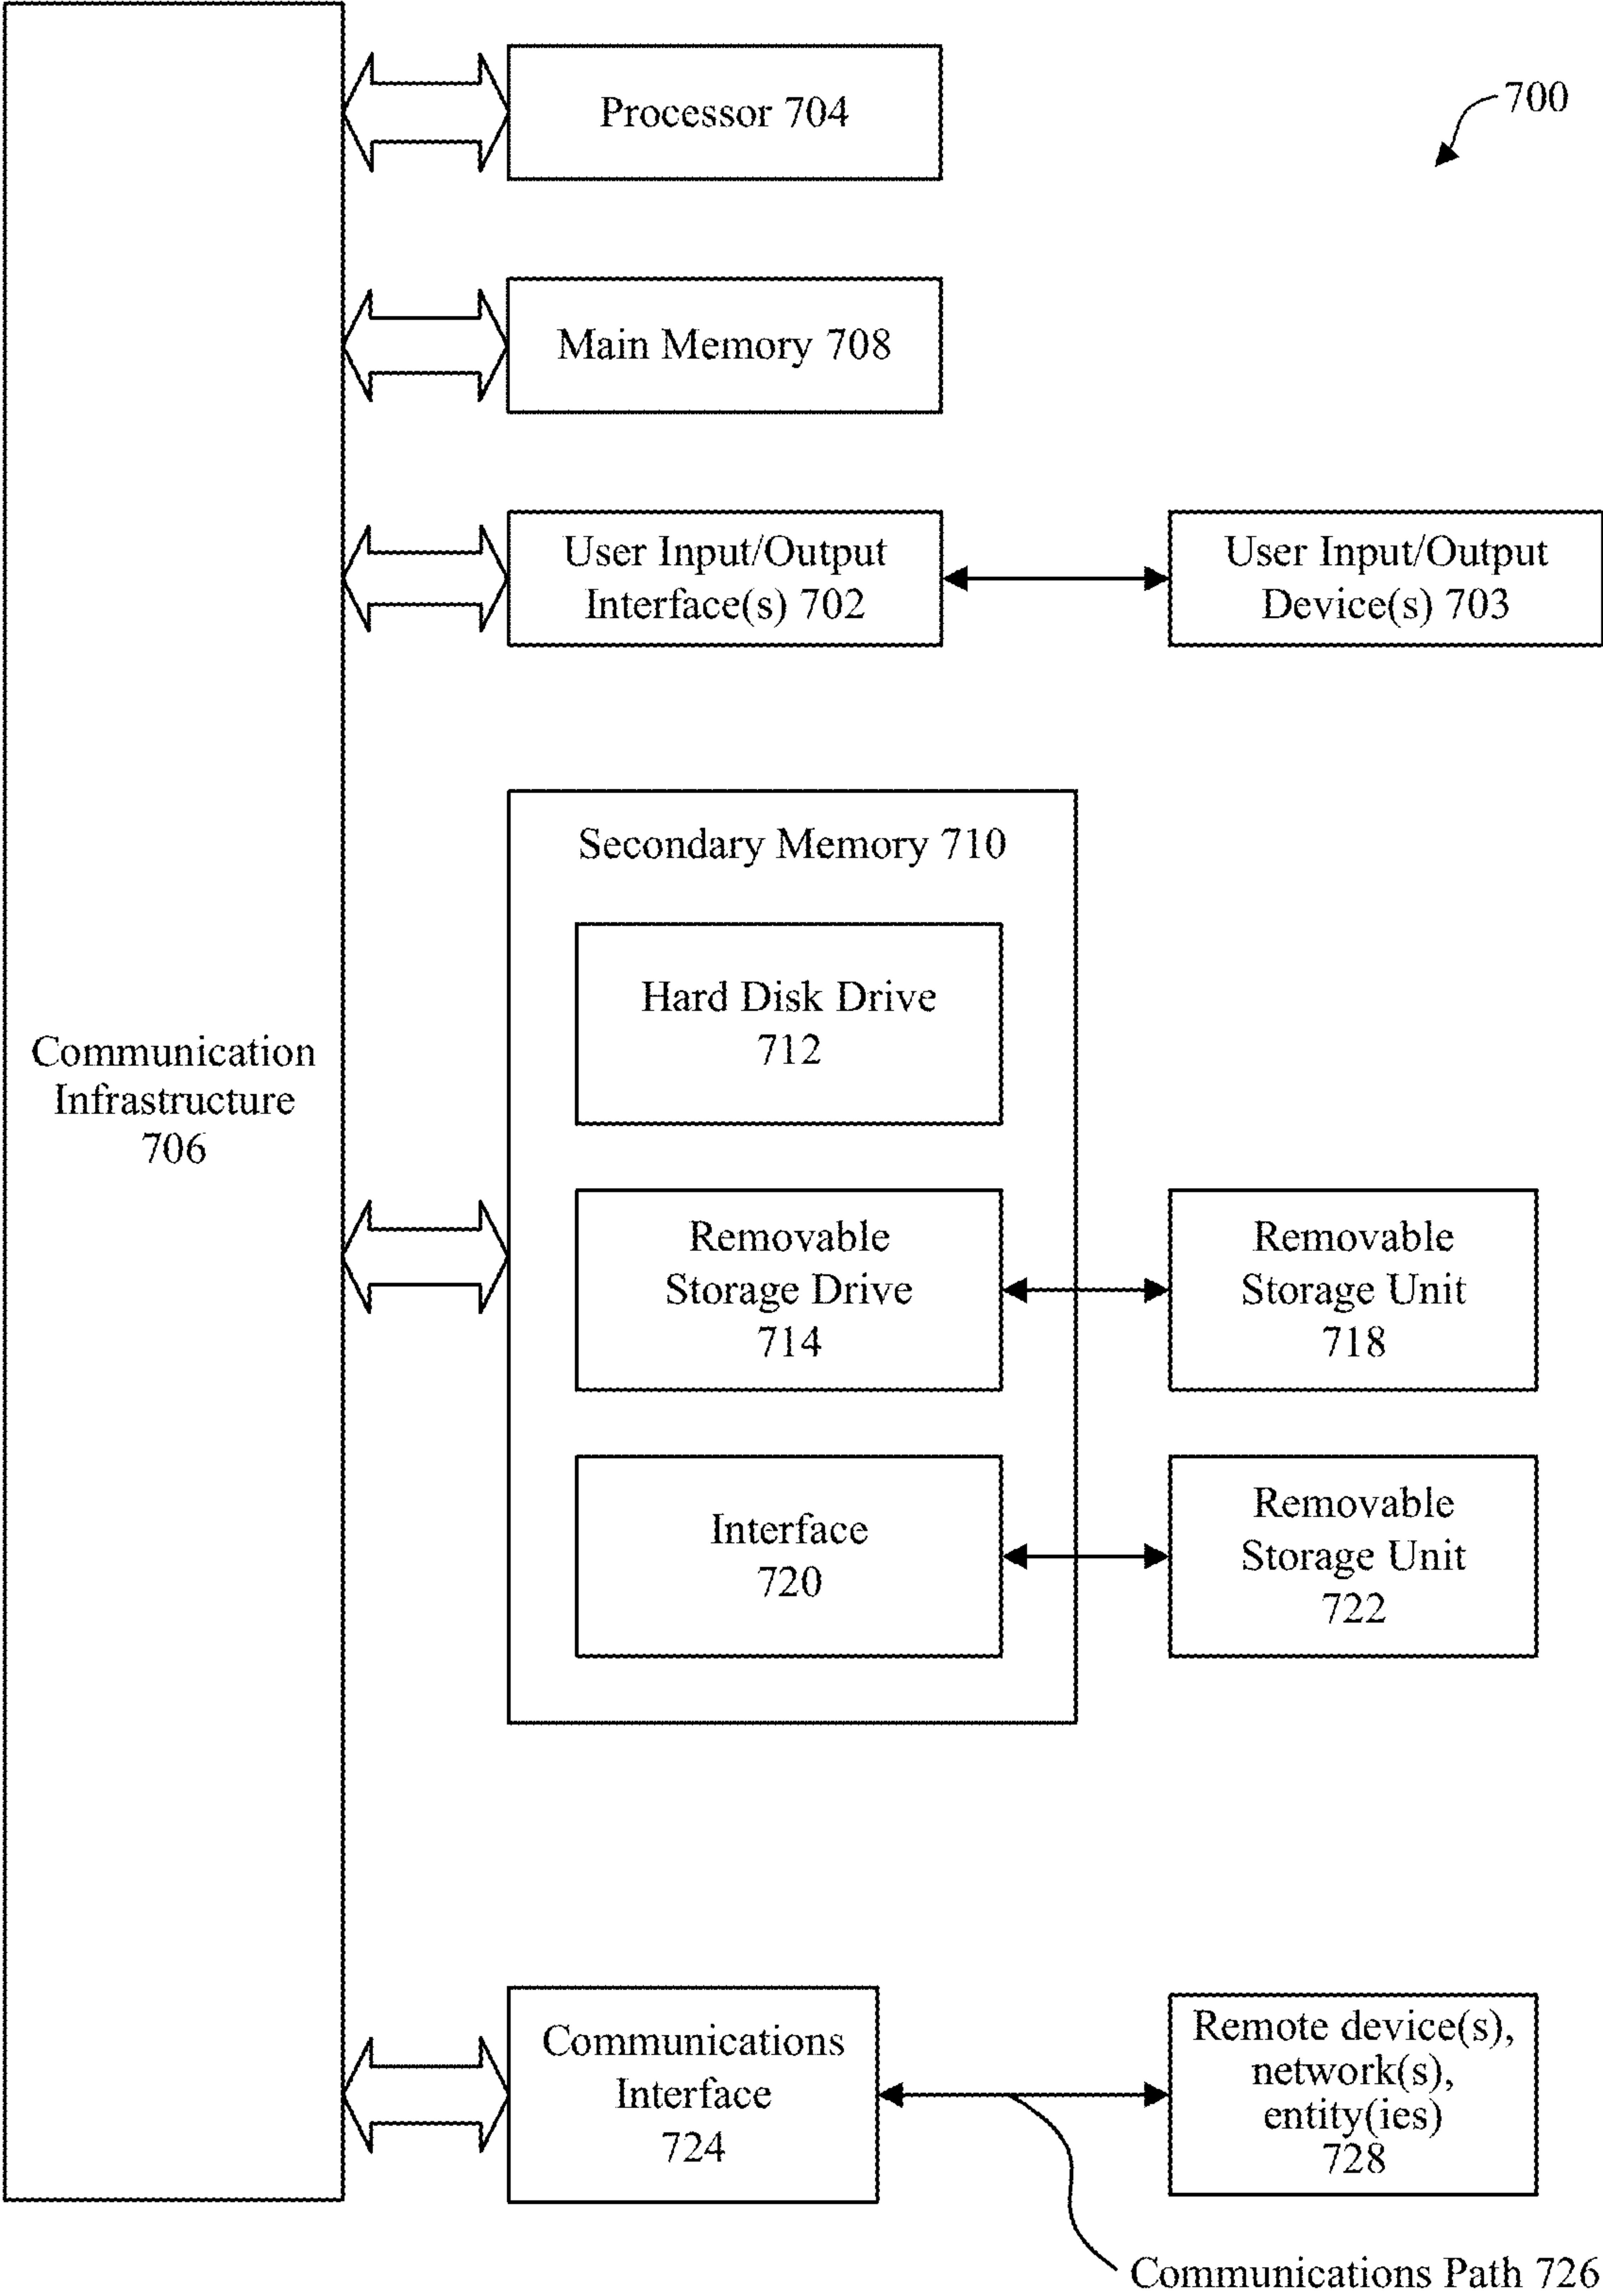 Processor 704
700
Main Memory 708
User Input/Output
Interface(s) 702
User Input/Output
Device(s) 703
Secondary Memory 710
Hard Disk Drive
712
Communication
Infrastructure
706
Removable
Storage Drive
714
Removable
Storage Unit
718
Interface
720
Removable
Storage Unit
722
Communications
Interface
724
Remote device(s),
network(s),
entity(ies)
728
Communications Path 726